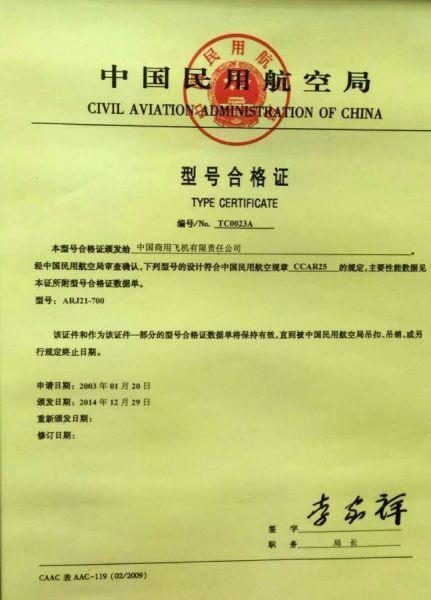 中国民用航空局
CIVIL AVIATION ADMINISTRATION OF CHINA
型号合格证
TYPE CERTIFICATE
编号/No. TC0023A
本型号合格证颁发给 中国商用飞机有限责任公司 。
经中国民用航空局审查确认，下列型号的设计符合中国民用航空规章 CCAR25 的规定，主要性能数据见
本证所附型号合格证数据单。
型号：ARJ21-700
该证件和作为该证件一部分的型号合格证数据单将保持有效，直到被中国民用航空局吊扣、吊销、或另
行规定终止日期。
申请日期：2003 年 01 月 20 日
颁发日期：2014 年 12 月 29 日
重新颁发日期：
修订日期：
签 字 李家祥
职 务 局 长
CAAC 表 AAC-119 (02/2009)